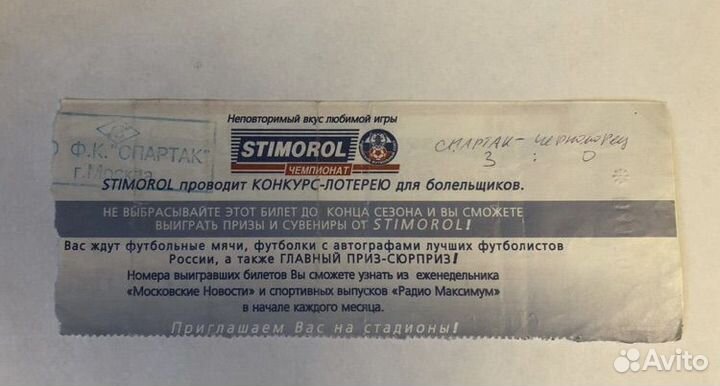 Неповторимый вкус любимой игры
Ф.К. "СПАРТАК"
г. Москва
STIMOROL
ЧЕМПИОНАТ
СПАРТАК - ЧЕРНОМОРЕЦ
3 : 0
STIMOROL проводит КОНКУРС-ЛОТЕРЕЮ для болельщиков.
НЕ ВЫБРАСЫВАЙТЕ ЭТОТ БИЛЕТ ДО КОНЦА СЕЗОНА И ВЫ СМОЖЕТЕ
ВЫИГРАТЬ ПРИЗЫ И СУВЕНИРЫ ОТ STIMOROL!
Вас ждут футбольные мячи, футболки с автографами лучших футболистов
России, а также ГЛАВНЫЙ ПРИЗ-СЮРПРИЗ!
Номера выигравших билетов Вы сможете узнать из еженедельника
«Московские Новости» и спортивных выпусков «Радио Максимум»
в начале каждого месяца.
Приглашаем Вас на стадионы!
Avito